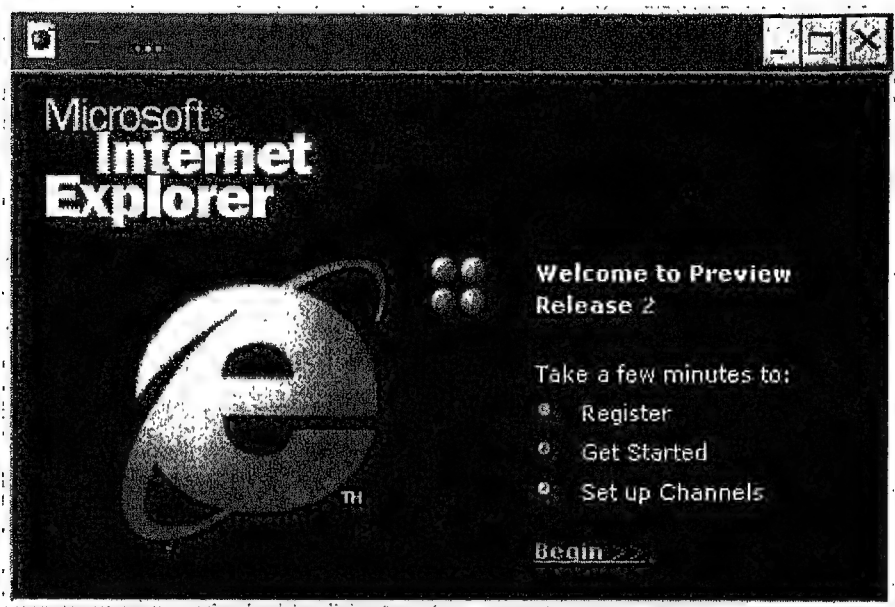 Microsoft®
Internet
Explorer
Welcome to Preview
Release 2
Take a few minutes to:
Register
Get Started
Set up Channels
TM
Begin >>